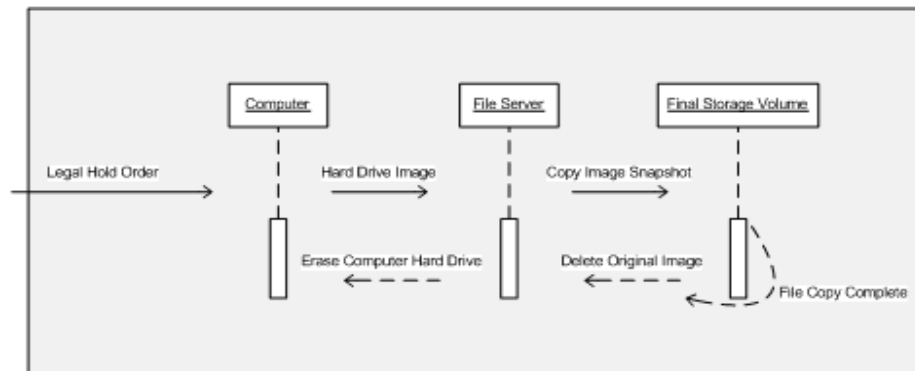 Computer
File Server
Final Storage Volume
Legal Hold Order
Hard Drive Image
Copy Image Snapshot
Erase Computer Hard Drive
Delete Original Image
File Copy Complete